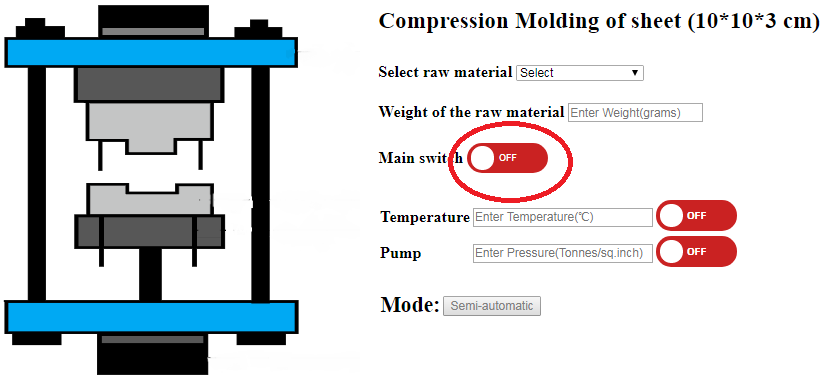 Compression Molding of sheet (10*10*3 cm)
Select raw material Select
Weight of the raw material Enter Weight(grams)
Main switch OFF
Temperature Enter Temperature(℃) OFF
Pump Enter Pressure(Tonnes/sq.inch) OFF
Mode: Semi-automatic